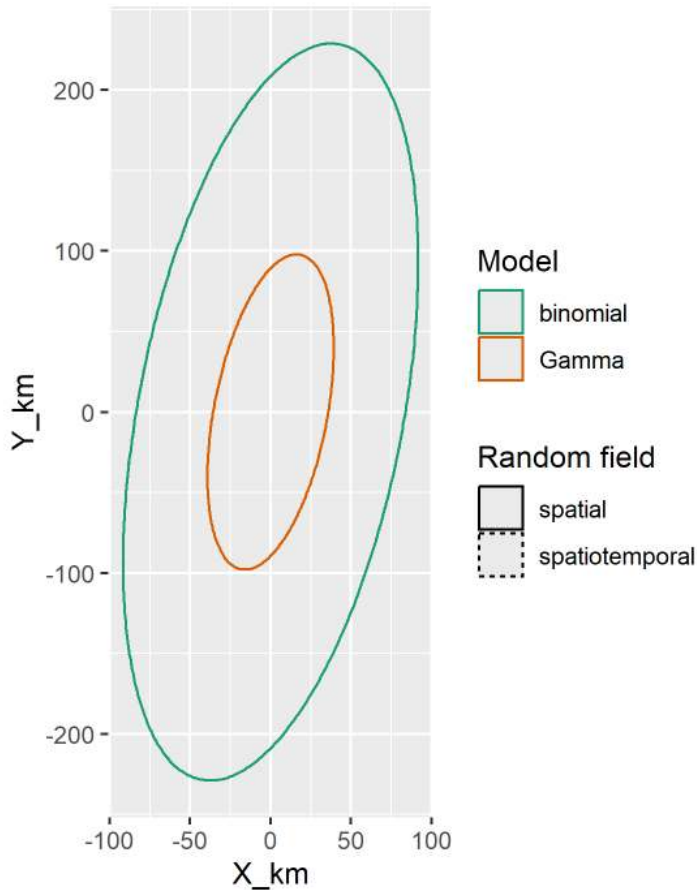 200
100
0
-100
-200
Y_km
-100 -50 0 50 100
X_km
Model
binomial
Gamma
Random field
spatial
spatiotemporal